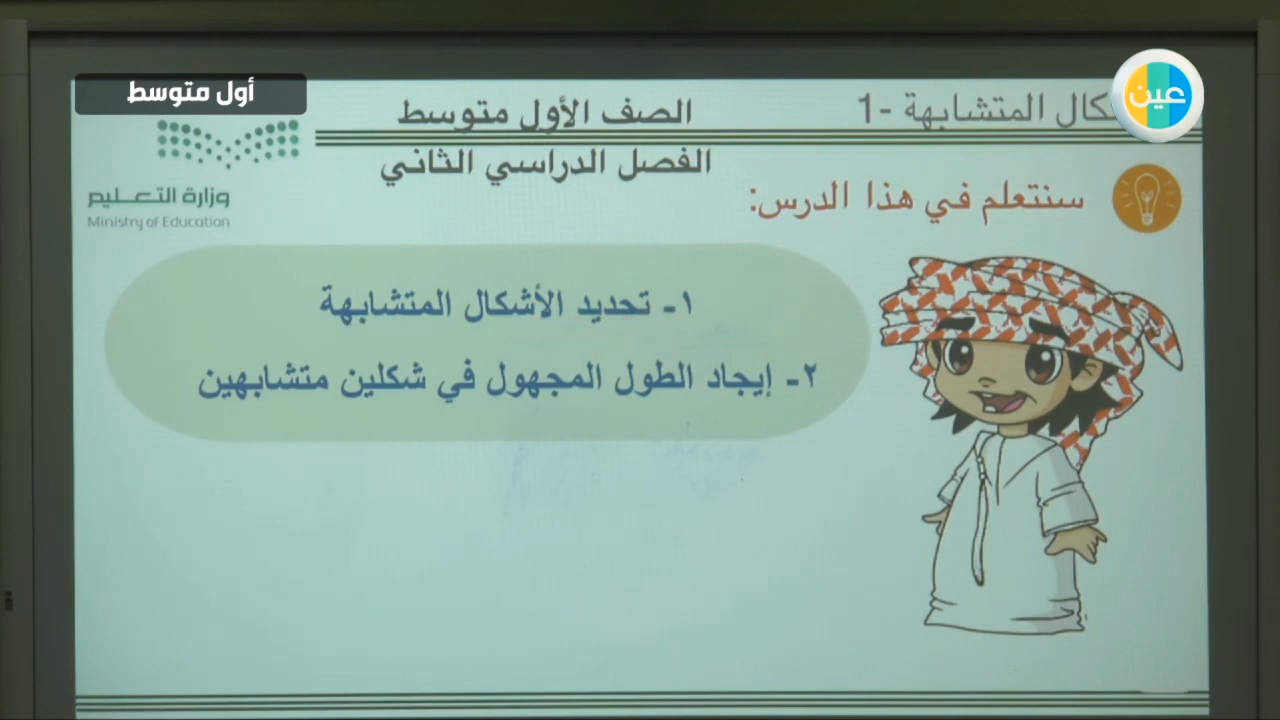 أول متوسط
عين
المتشابهة -1
الصف الأول متوسط
الفصل الدراسي الثاني
وزارة التعليم
Ministry of Education
سنتعلم في هذا الدرس:
١- تحديد الأشكال المتشابهة
٢- إيجاد الطول المجهول في شكلين متشابهين